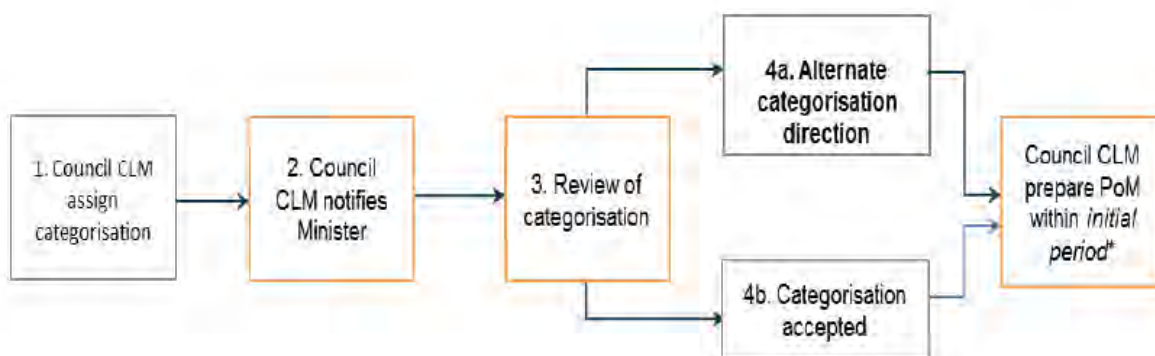 1. Council CLM
assign
categorisation
2. Council
CLM notifies
Minister
3. Review of
categorisation
4a. Alternate
categorisation
direction
4b. Categorisation
accepted
Council CLM
prepare PoM
within initial
period*